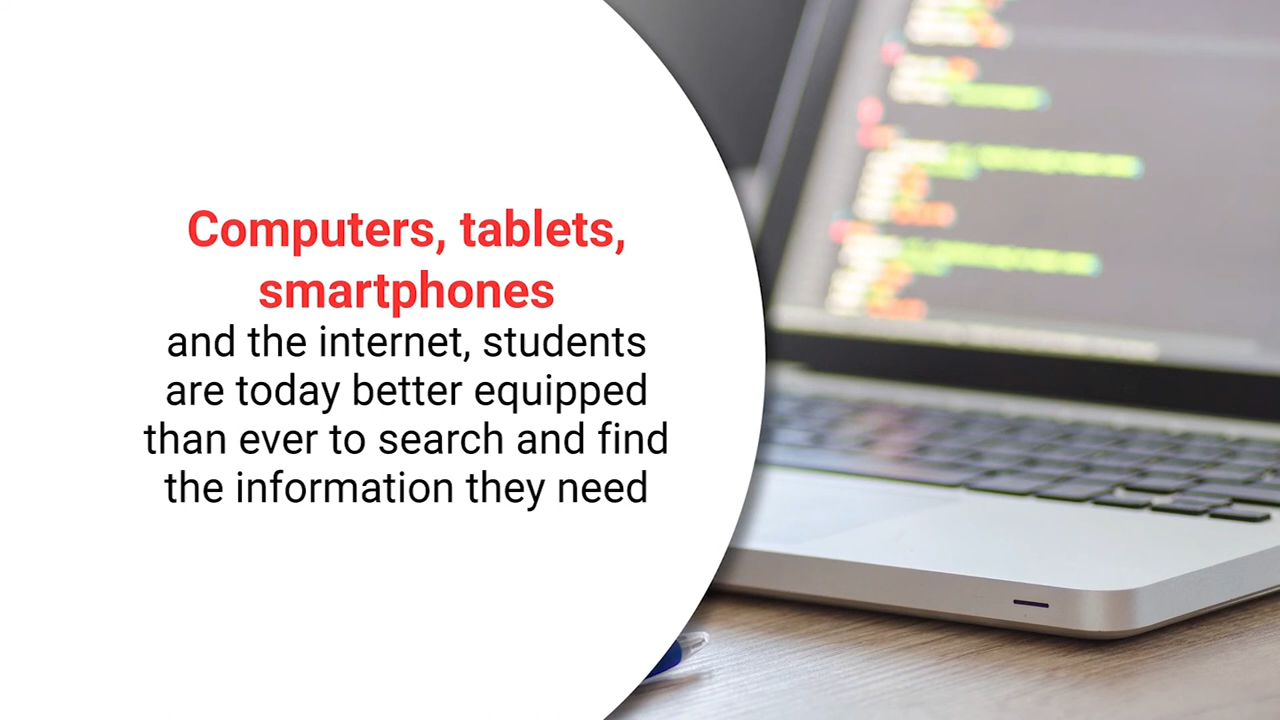 Computers, tablets,
smartphones
and the internet, students
are today better equipped
than ever to search and find
the information they need